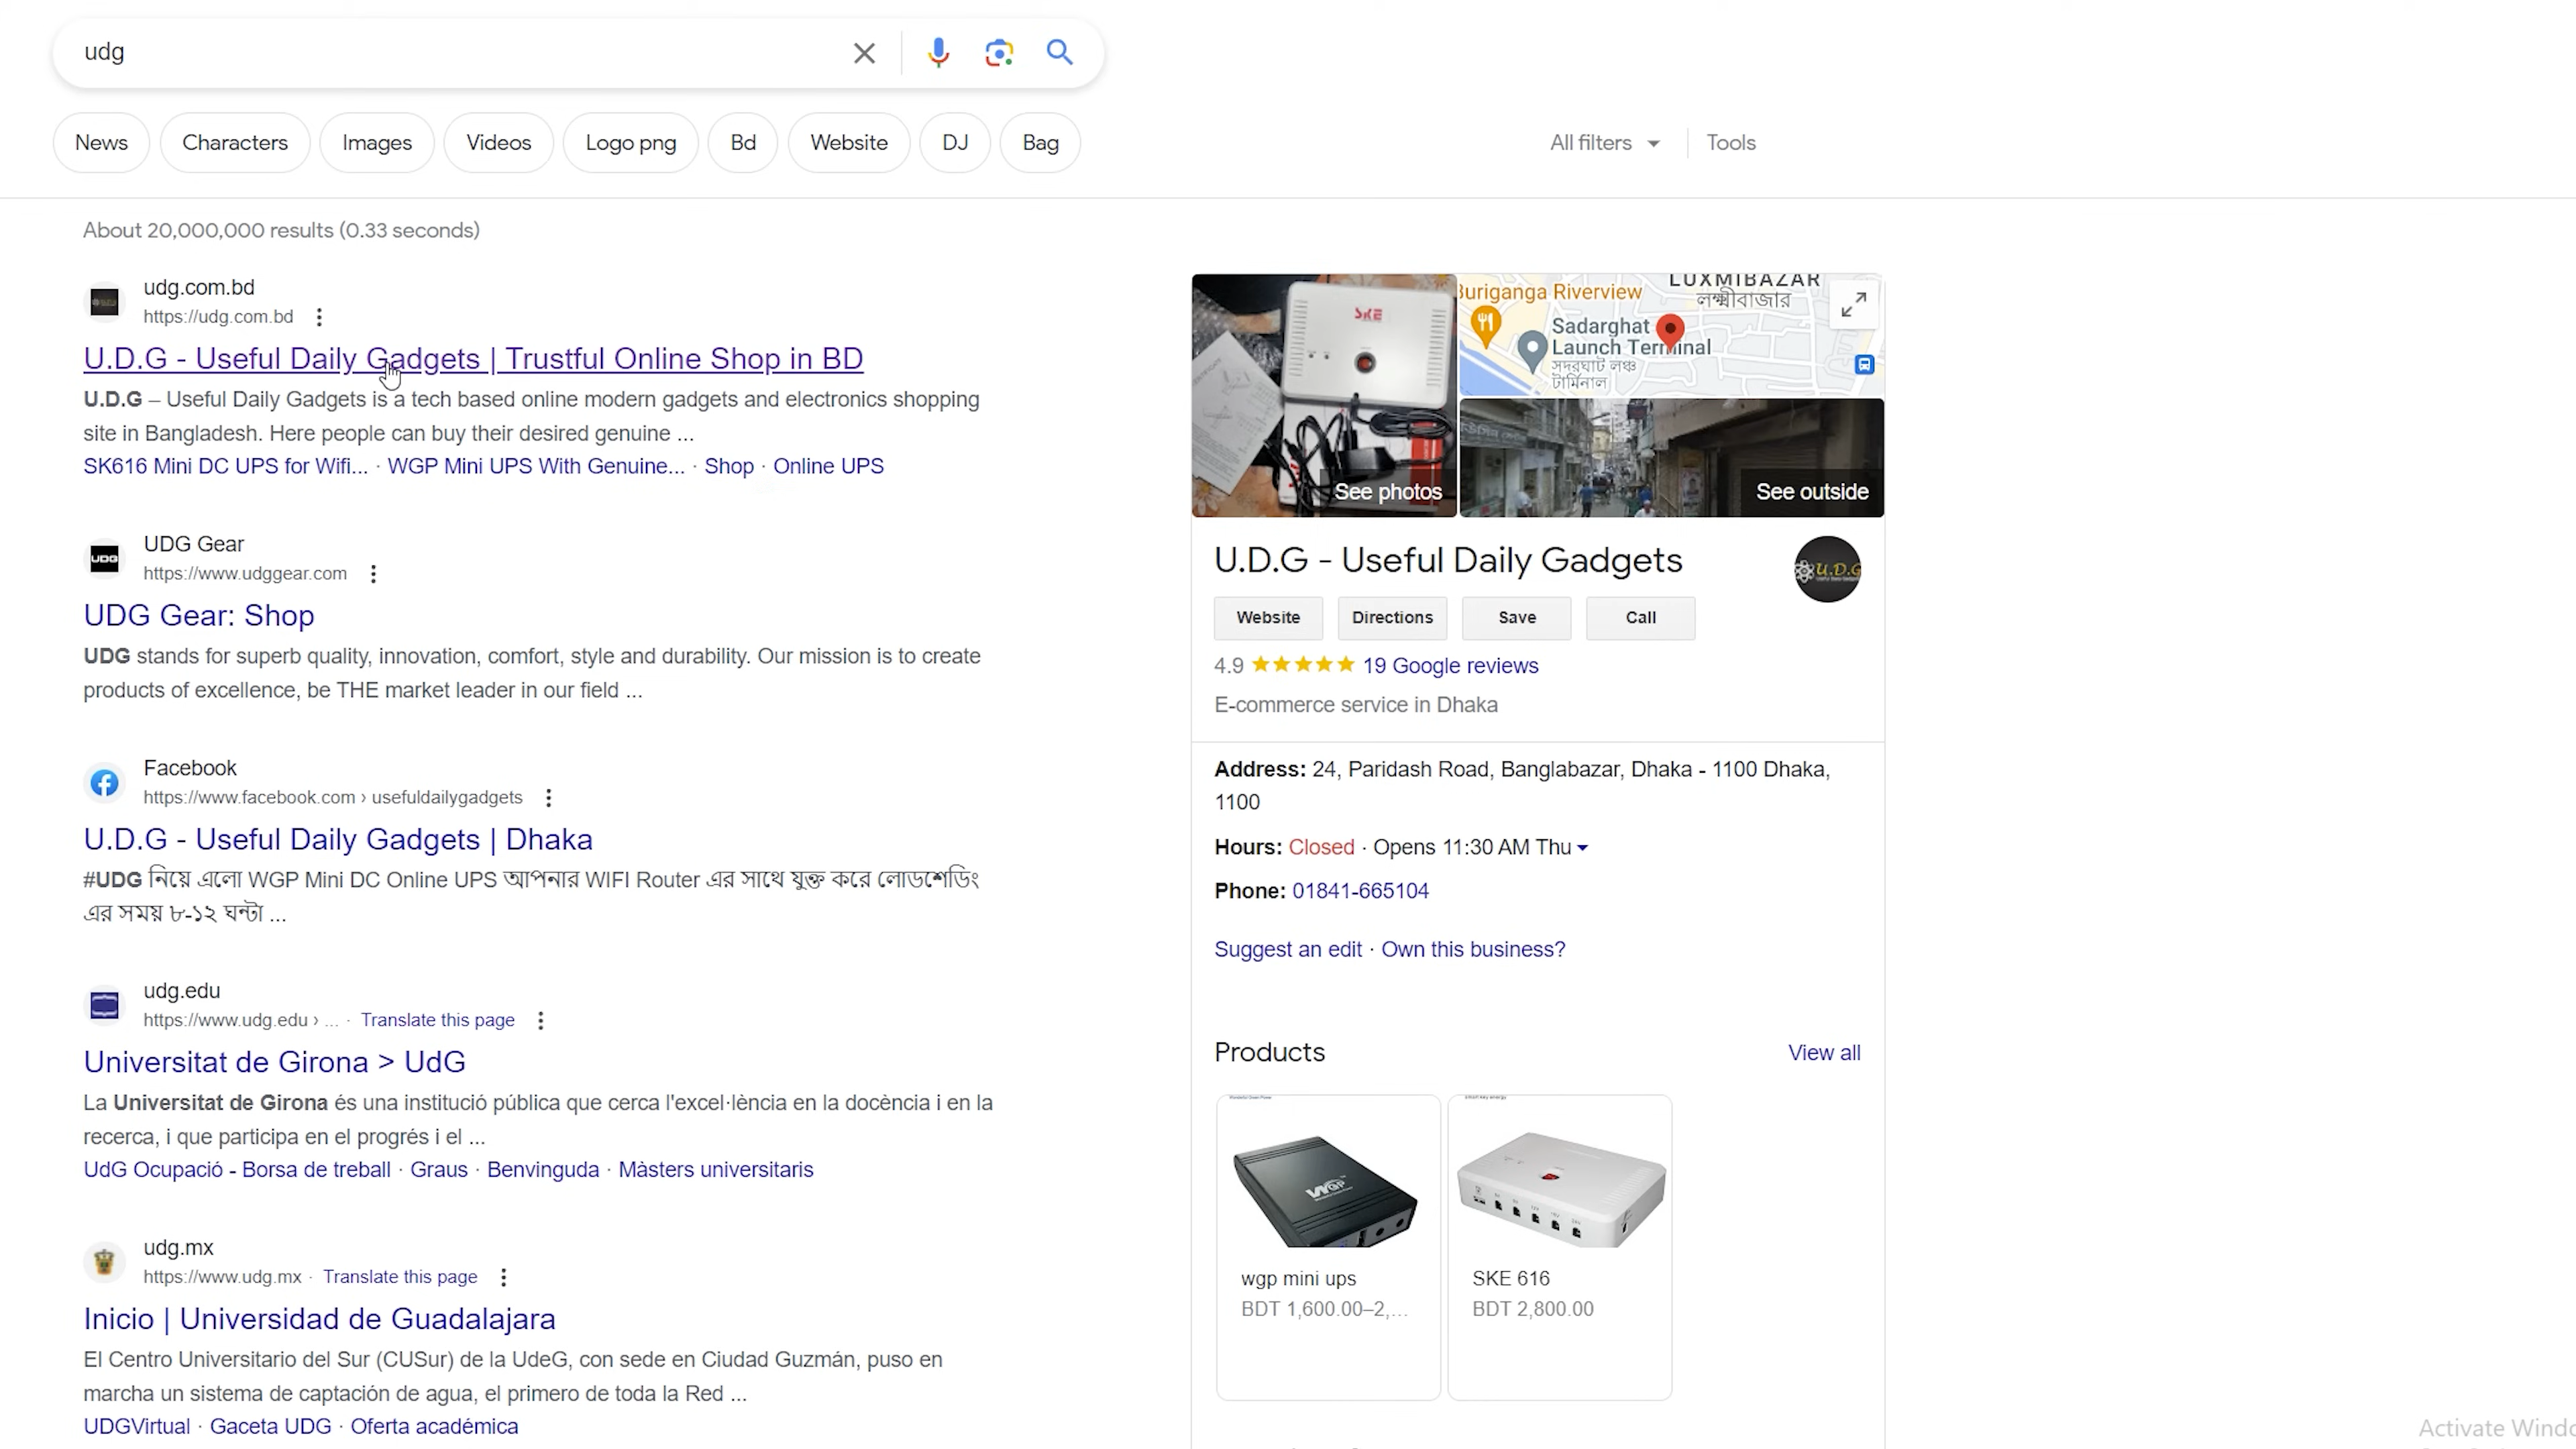 udg
News
Characters
Images
Videos
Logo png
Bd
Website
DJ
Bag
All filters
Tools
About 20,000,000 results (0.33 seconds)
udg.com.bd
https://udg.com.bd
U.D.G - Useful Daily Gadgets | Trustful Online Shop in BD
U.D.G – Useful Daily Gadgets is a tech based online modern gadgets and electronics shopping
site in Bangladesh. Here people can buy their desired genuine ...
SK616 Mini DC UPS for Wifi... · WGP Mini UPS With Genuine... · Shop · Online UPS
UDG
UDG Gear
https://www.udggear.com
UDG Gear: Shop
UDG stands for superb quality, innovation, comfort, style and durability. Our mission is to create
products of excellence, be THE market leader in our field ...
Facebook
https://www.facebook.com › usefuldailygadgets
U.D.G - Useful Daily Gadgets | Dhaka
#UDG নিয়ে এলো WGP Mini DC Online UPS আপনার WIFI Router এর সাথে যুক্ত করে লোডশেডিং
এর সময় ৮-১২ ঘন্টা ...
udg.edu
https://www.udg.edu › ... · Translate this page
Universitat de Girona > UdG
La Universitat de Girona és una institució pública que cerca l'excel·lència en la docència i en la
recerca, i que participa en el progrés i el ...
UdG Ocupació - Borsa de treball · Graus · Benvinguda · Màsters universitaris
udg.mx
https://www.udg.mx · Translate this page
Inicio | Universidad de Guadalajara
El Centro Universitario del Sur (CUSur) de la UdeG, con sede en Ciudad Guzmán, puso en
marcha un sistema de captación de agua, el primero de toda la Red ...
UDGVirtual · Gaceta UDG · Oferta académica
SKE
See photos
LUXMIBAZAR
লক্ষ্মীবাজার
Buriganga Riverview
Sadarghat
Launch Terminal
সদরঘাট লঞ্চ
টার্মিনাল
See outside
U.D.G - Useful Daily Gadgets
U.D.G
Website
Directions
Save
Call
4.9 19 Google reviews
E-commerce service in Dhaka
Address: 24, Paridash Road, Banglabazar, Dhaka - 1100 Dhaka,
1100
Hours: Closed · Opens 11:30 AM Thu
Phone: 01841-665104
Suggest an edit · Own this business?
Products
View all
WGP
wgp mini ups
BDT 1,600.00–2,...
SKE 616
BDT 2,800.00
Activate Windo